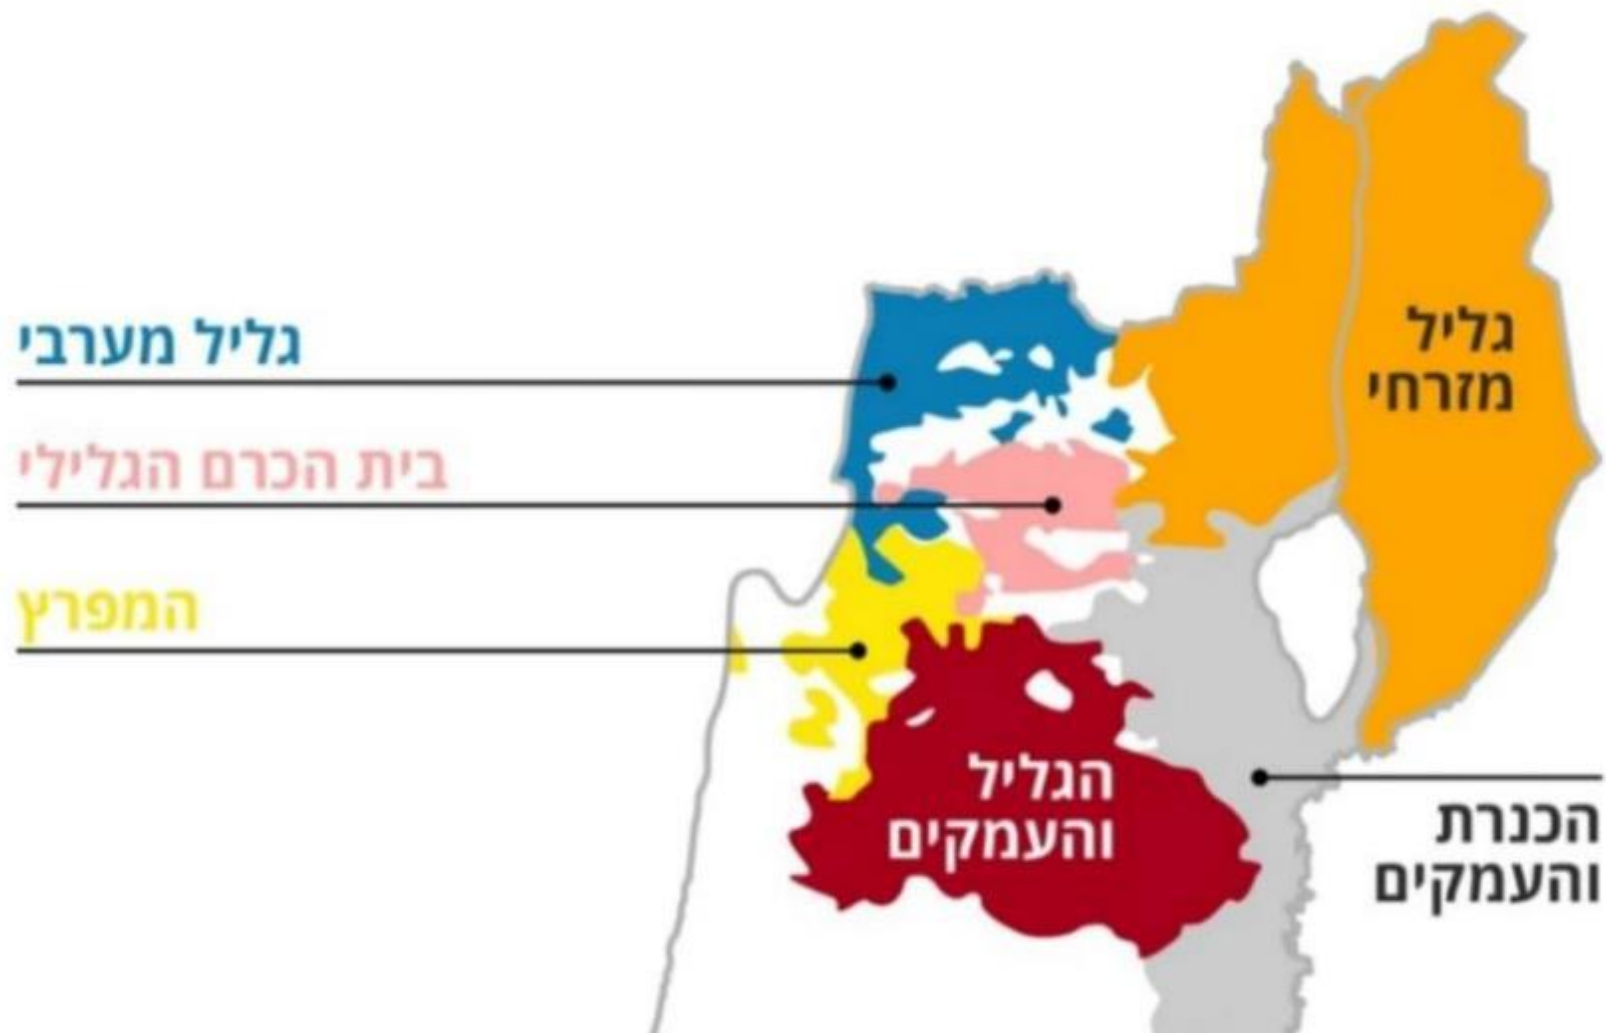 גליל מערבי
בית הכרם הגלילי
המפרץ
גליל
מזרחי
הגליל
והעמקים
הכנרת
והעמקים